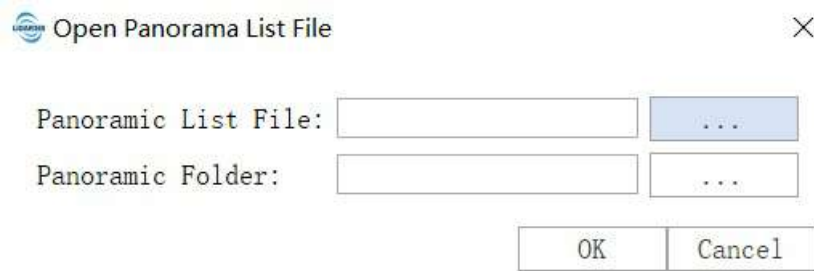 Open Panorama List File
Panoramic List File: ...
Panoramic Folder: ...
OK Cancel